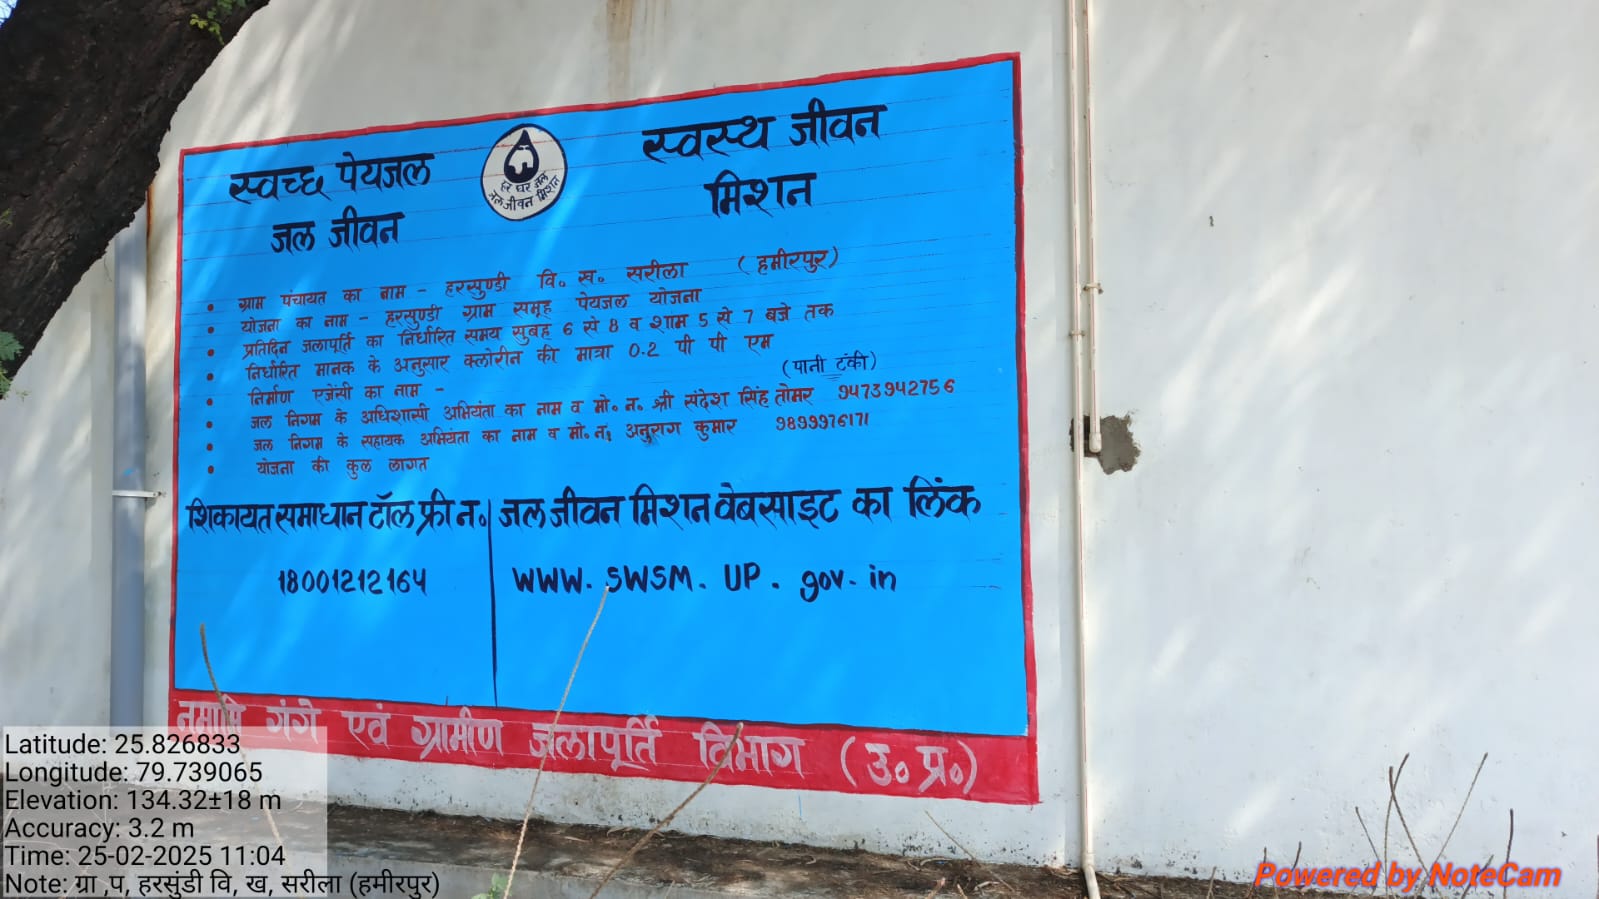 स्वच्छ पेयजल
जल जीवन
हर घर जल
जल जीवन मिशन
स्वस्थ जीवन
मिशन
• ग्राम पंचायत का नाम - हरसुण्डी वि० ख० सरीला (हमीरपुर)
• योजना का नाम - हरसुण्डी ग्राम समूह पेयजल योजना
• प्रतिदिन जलापूर्ति का निर्धारित समय सुबह 6 से 8 व शाम 5 से 7 बजे तक
• निर्धारित मानक के अनुसार क्लोरीन की मात्रा 0.2 पी पी एम
• निर्माण एजेंसी का नाम - (पानी टंकी)
• जल निगम के अधिशासी अभियंता का नाम व मो० न० श्री संदेश सिंह तोमर 9473942756
• जल निगम के सहायक अभियंता का नाम व मो० न० अनुराग कुमार 9899976171
• योजना की कुल लागत
शिकायत समाधान टॉल फ्री न०
18001212164
जल जीवन मिशन वेबसाइट का लिंक
www. SWSM. UP. gov. in
नमामि गंगे एवं ग्रामीण जलापूर्ति विभाग (उ० प्र०)
Latitude: 25.826833
Longitude: 79.739065
Elevation: 134.32±18 m
Accuracy: 3.2 m
Time: 25-02-2025 11:04
Note: ग्रा ,प, हरसुंडी वि, ख, सरीला (हमीरपुर)
Powered by NoteCam